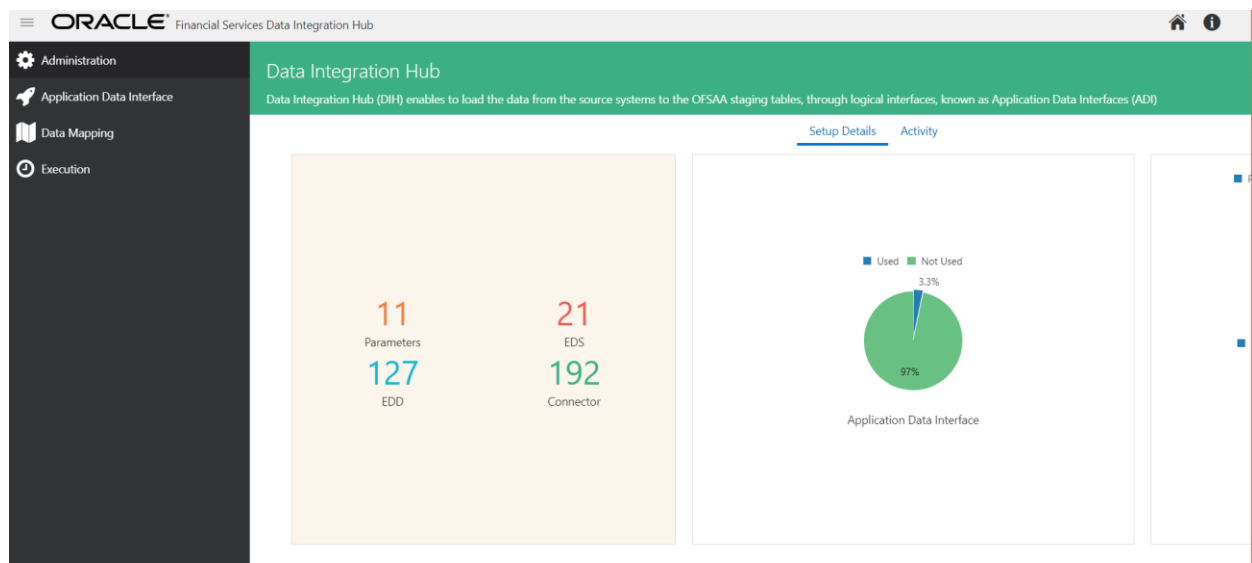 ORACLE® Financial Services Data Integration Hub
Administration
Application Data Interface
Data Mapping
Execution
Data Integration Hub
Data Integration Hub (DIH) enables to load the data from the source systems to the OFSAA staging tables, through logical interfaces, known as Application Data Interfaces (ADI)
Setup Details Activity
11 21
Parameters EDS
127 192
EDD Connector
Used Not Used
3.3%
97%
Application Data Interface